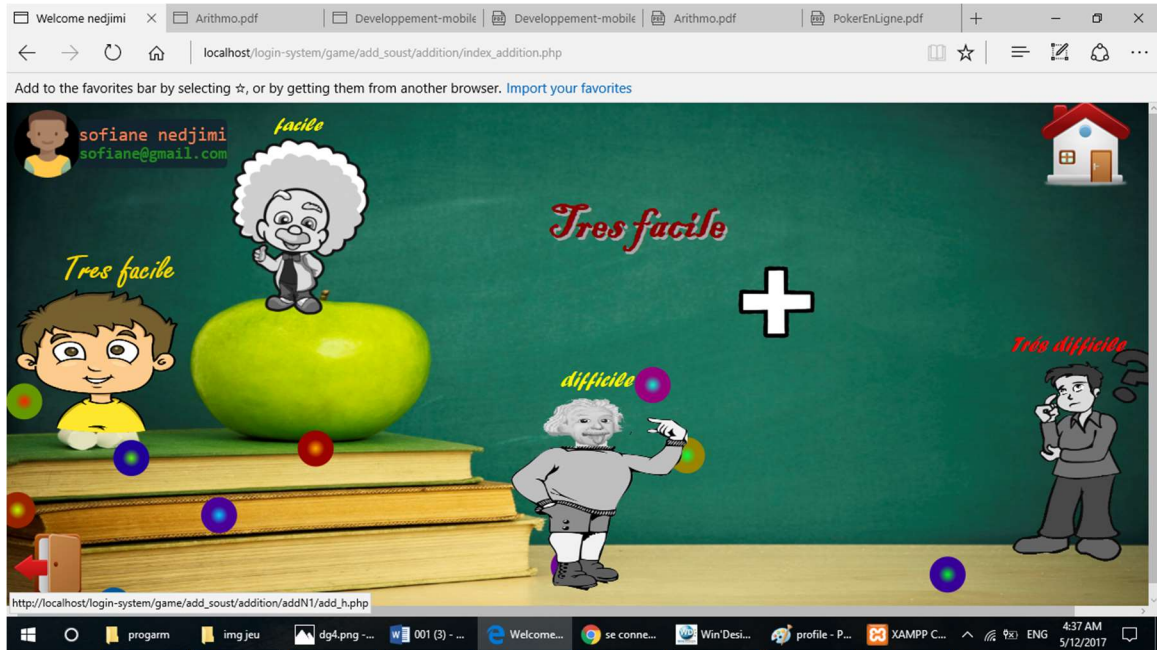 Welcome nedjimi
Arithmo.pdf
Developpement-mobile
Developpement-mobile
Arithmo.pdf
PokerEnLigne.pdf
localhost/login-system/game/add_soust/addition/index_addition.php
Add to the favorites bar by selecting ☆, or by getting them from another browser. Import your favorites
sofiane nedjimi
sofiane@gmail.com
facile
Tres facile
Tres facile
Trés difficile
difficile
?
http://localhost/login-system/game/add_soust/addition/addN1/add_h.php
progarm
img jeu
dg4.png -...
001 (3) - ...
Welcome...
se conne...
Win'Desi...
profile - P...
XAMPP C...
ENG
4:37 AM
5/12/2017